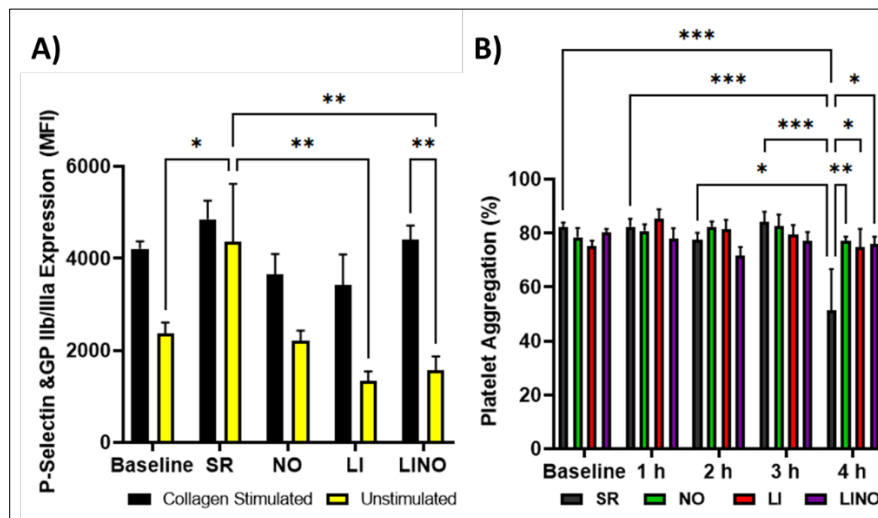 A)
P-Selectin &GP IIb/IIIa Expression (MFI)
6000
4000
2000
0
*
**
**
**
Baseline SR NO LI LINO
Collagen Stimulated Unstimulated
B)
Platelet Aggregation (%)
100
80
60
40
20
0
***
***
*
***
*
*
**
Baseline 1 h 2 h 3 h 4 h
SR NO LI LINO